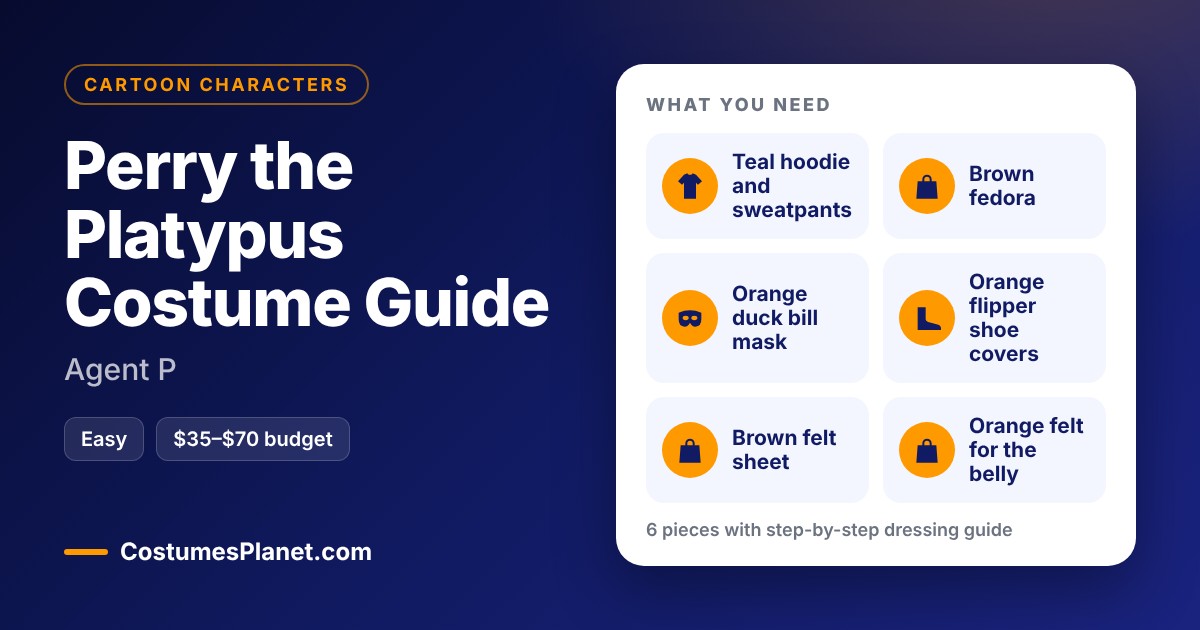 CARTOON CHARACTERS
Perry the
Platypus
Costume Guide
Agent P
Easy
$35–$70 budget
CostumesPlanet.com
WHAT YOU NEED
Teal hoodie
and
sweatpants
Brown
fedora
Orange
duck bill
mask
Orange
flipper
shoe
covers
Brown felt
sheet
Orange felt
for the
belly
6 pieces with step-by-step dressing guide